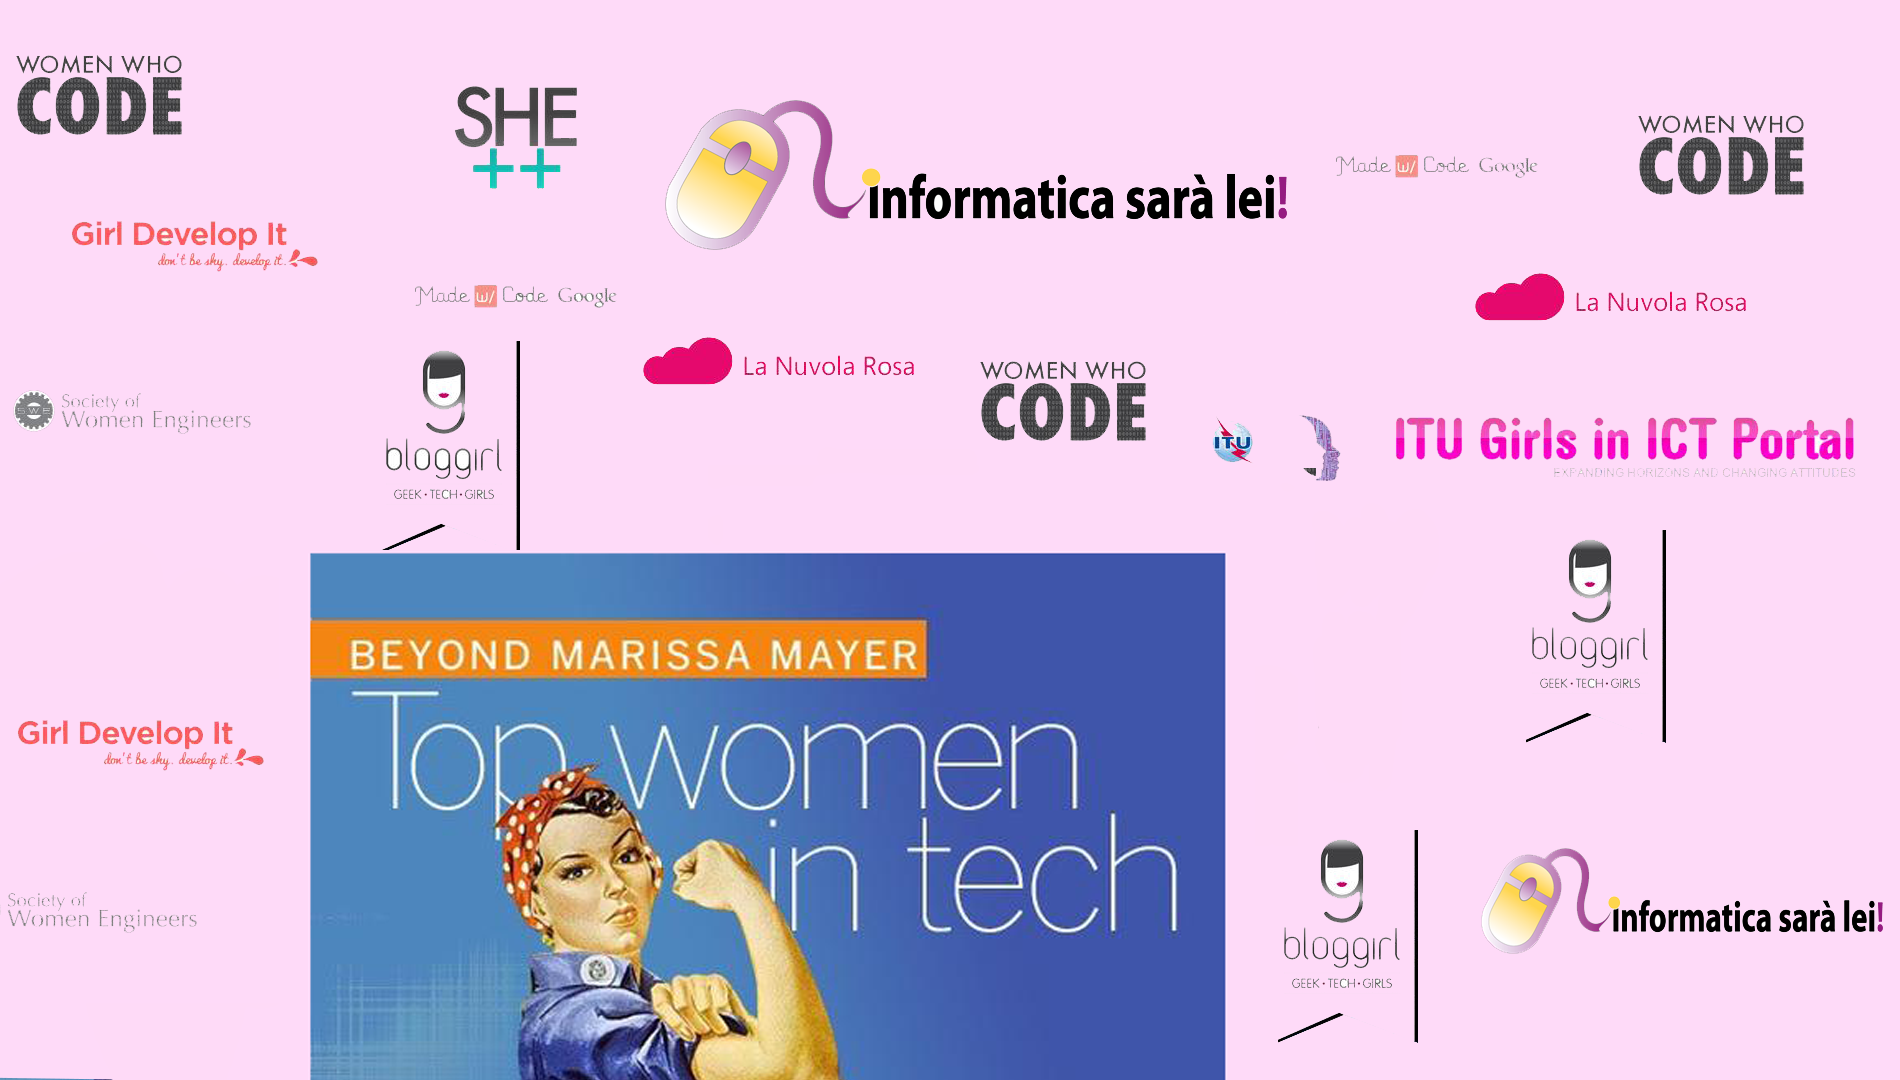 WOMEN WHO
CODE
SHE
++
informatica sarà lei!
Made w/ Code Google
WOMEN WHO
CODE
Girl Develop It
don't be shy. develop it.
Made w/ Code Google
La Nuvola Rosa
La Nuvola Rosa
WOMEN WHO
CODE
SWE
Society of
Women Engineers
bloggirl
GEEK • TECH • GIRLS
ITU
ITU Girls in ICT Portal
EXPANDING HORIZONS AND CHANGING ATTITUDES
BEYOND MARISSA MAYER
Top women
in tech
bloggirl
GEEK • TECH • GIRLS
Girl Develop It
don't be shy. develop it.
Society of
Women Engineers
bloggirl
GEEK • TECH • GIRLS
informatica sarà lei!